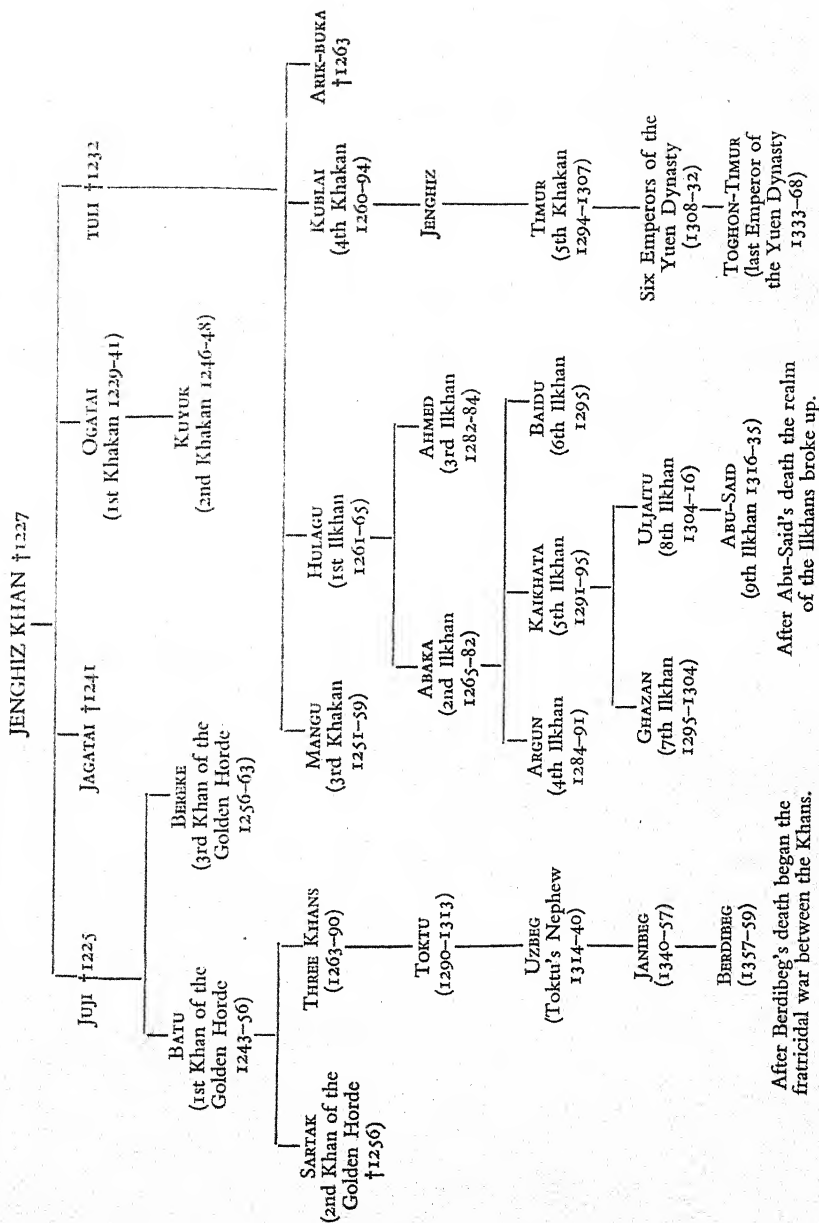 JENGHIZ KHAN †1227
JUJI †1225
JAGATAI †1241
OGATAI
(1st Khakan 1229–41)
TULI †1232
BATU
(1st Khan of the
Golden Horde
1243–56)
BEREKE
(3rd Khan of the
Golden Horde
1256–63)
KUYUK
(2nd Khakan 1246–48)
SARTAK
(2nd Khan of the
Golden Horde
†1256)
THREE KHANS
(1263–90)
MANGU
(3rd Khakan
1251–59)
HULAGU
(1st Ilkhan
1261–65)
KUBLAI
(4th Khakan
1260–94)
ARIK-BUKA
†1263
TOKTU
(1290–1313)
ABAKA
(2nd Ilkhan
1265–82)
AHMED
(3rd Ilkhan
1282–84)
JENGHIZ
UZBEG
(Toktu's Nephew
1314–40)
ARGUN
(4th Ilkhan
1284–91)
KAIKHATA
(5th Ilkhan
1291–95)
BAIDU
(6th Ilkhan
1295)
TIMUR
(5th Khakan
1294–1307)
JANIBEG
(1340–57)
GHAZAN
(7th Ilkhan
1295–1304)
ULJAITU
(8th Ilkhan
1304–16)
Six Emperors of the
Yuen Dynasty
(1308–32)
BERDIBEG
(1357–59)
ABU-SAID
(9th Ilkhan 1316–35)
TOGHON-TIMUR
(last Emperor of
the Yuen Dynasty
1333–68)
After Berdibeg's death began the
fratricidal war between the Khans.
After Abu-Said's death the realm
of the Ilkhans broke up.